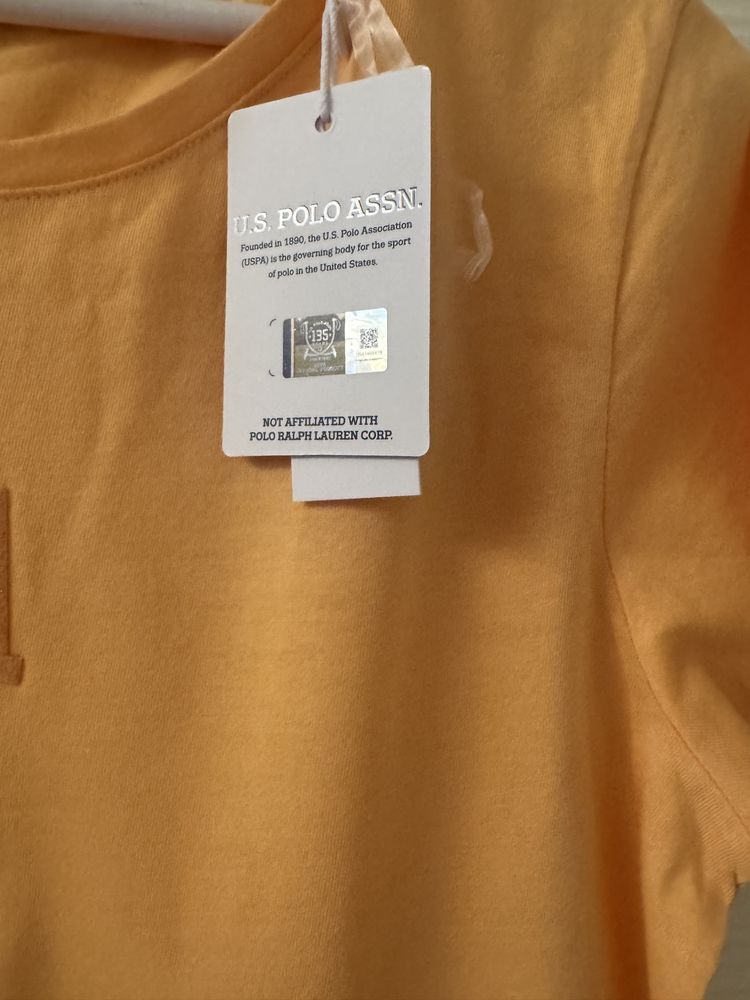 U.S. POLO ASSN.
Founded in 1890, the U.S. Polo Association
(USPA) is the governing body for the sport
of polo in the United States.
135
NOT AFFILIATED WITH
POLO RALPH LAUREN CORP.